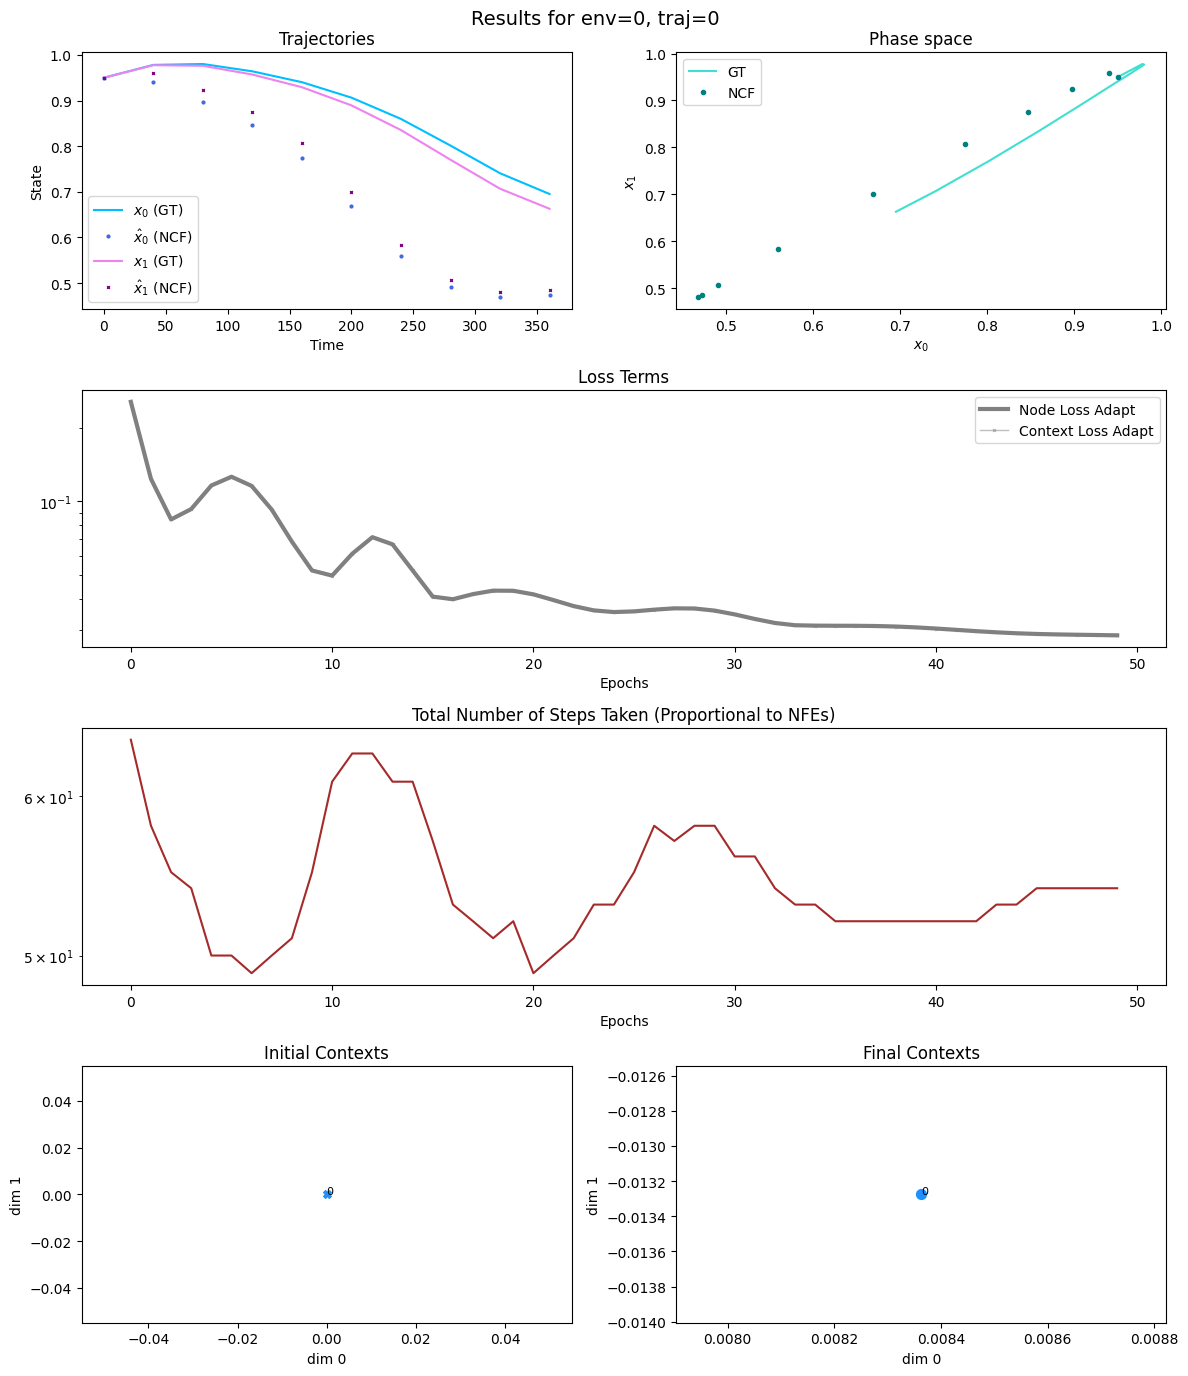 Results for env=0, traj=0
Trajectories
1.0
0.9
0.8
0.7
0.6
0.5
State
x₀ (GT)
x̂₀ (NCF)
x₁ (GT)
x̂₁ (NCF)
0 50 100 150 200 250 300 350
Time
Phase space
1.0
0.9
0.8
0.7
0.6
0.5
x₁
GT
NCF
0.5 0.6 0.7 0.8 0.9 1.0
x₀
Loss Terms
10⁻¹
Node Loss Adapt
Context Loss Adapt
0 10 20 30 40 50
Epochs
Total Number of Steps Taken (Proportional to NFEs)
6 × 10¹
5 × 10¹
0 10 20 30 40 50
Epochs
Initial Contexts
0.04
0.02
0.00
−0.02
−0.04
dim 1
0
−0.04 −0.02 0.00 0.02 0.04
dim 0
Final Contexts
−0.0126
−0.0128
−0.0130
−0.0132
−0.0134
−0.0136
−0.0138
−0.0140
dim 1
0
0.0080 0.0082 0.0084 0.0086 0.0088
dim 0